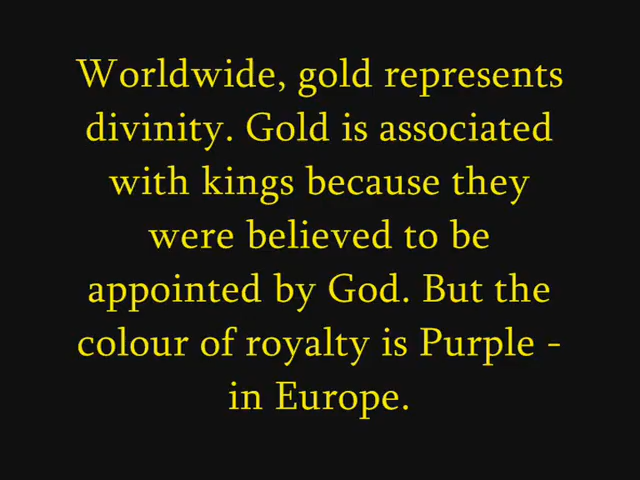 Worldwide, gold represents
divinity. Gold is associated
with kings because they
were believed to be
appointed by God. But the
colour of royalty is Purple -
in Europe.